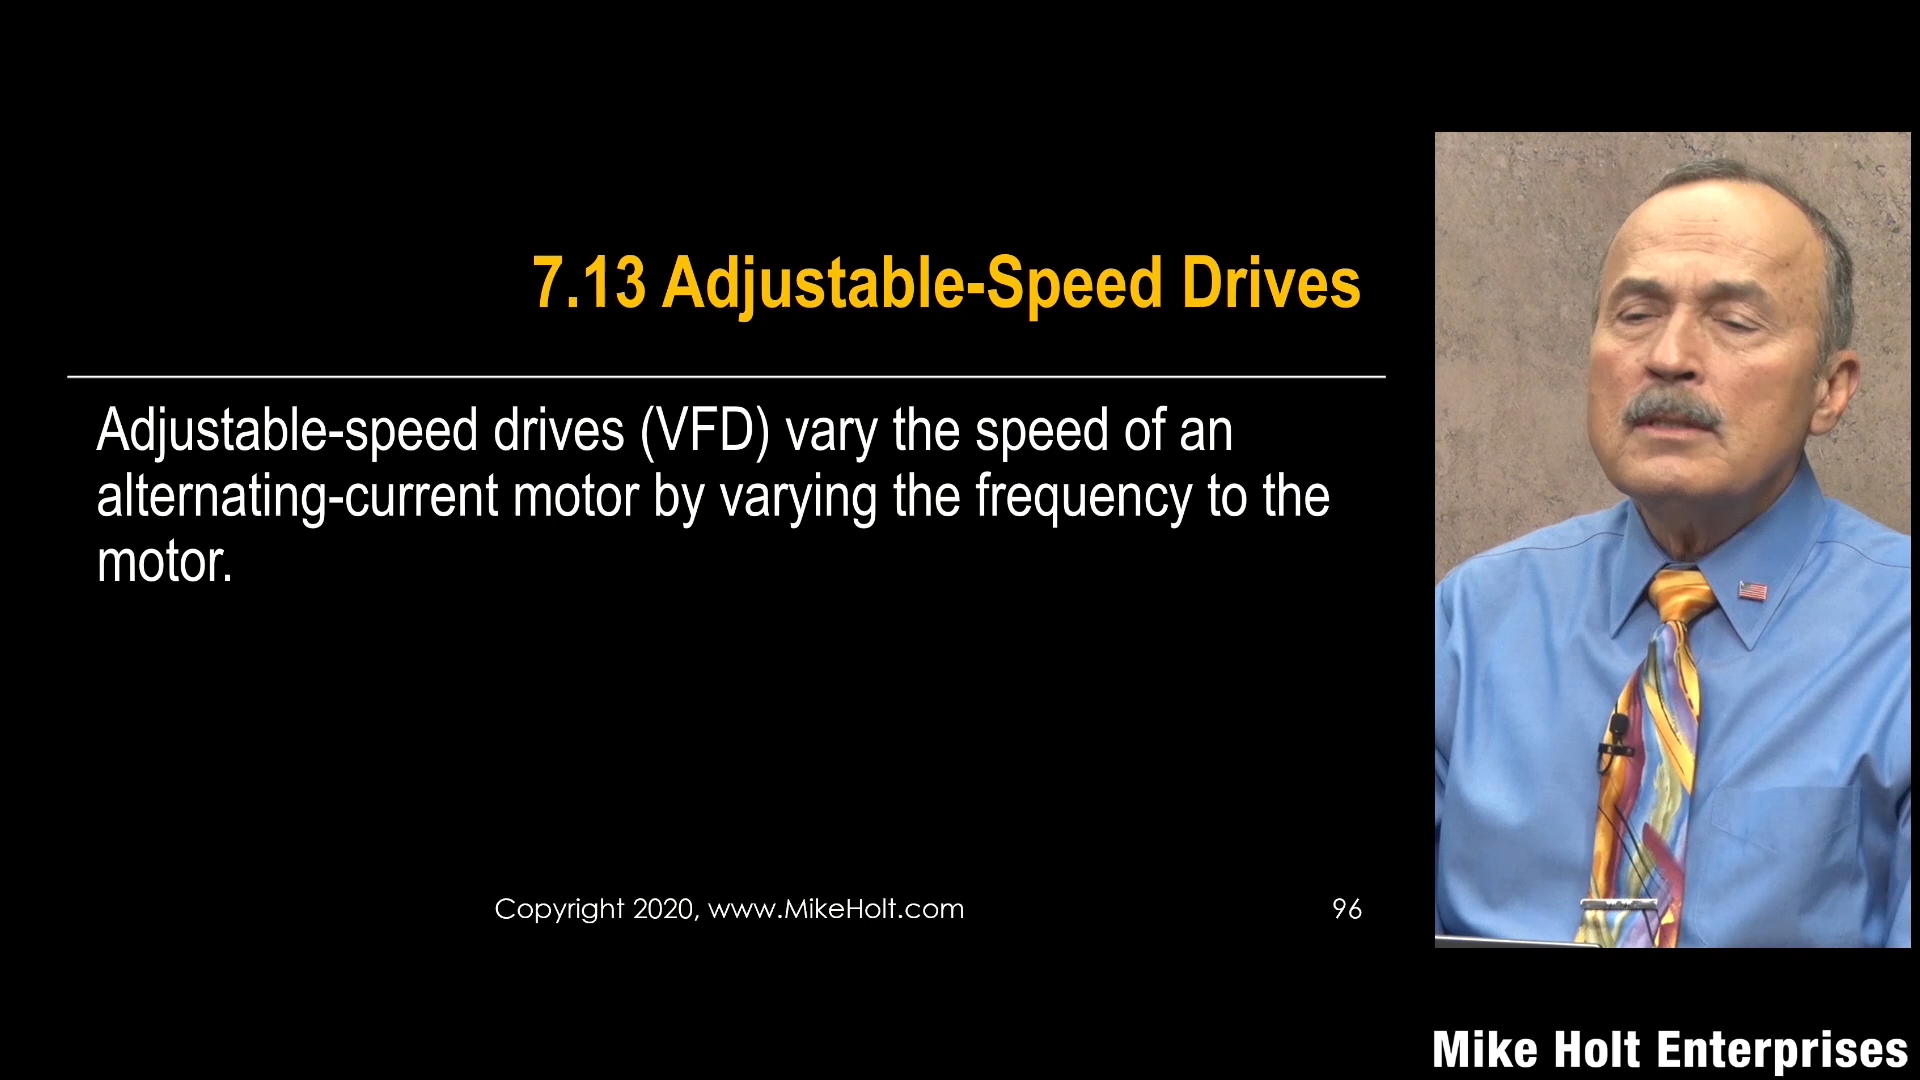 7.13 Adjustable-Speed Drives
Adjustable-speed drives (VFD) vary the speed of an
alternating-current motor by varying the frequency to the
motor.
Copyright 2020, www.MikeHolt.com
96
Mike Holt Enterprises